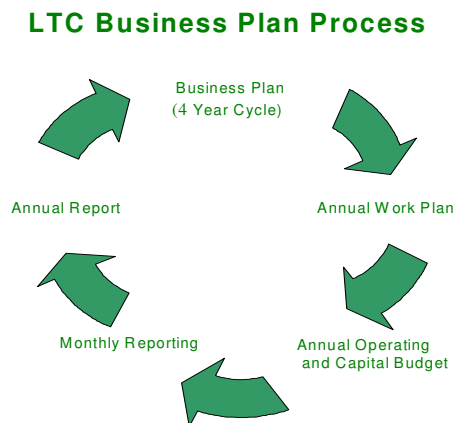 LTC Business Plan Process
Business Plan
(4 Year Cycle)
Annual Report
Annual Work Plan
Monthly Reporting
Annual Operating
and Capital Budget